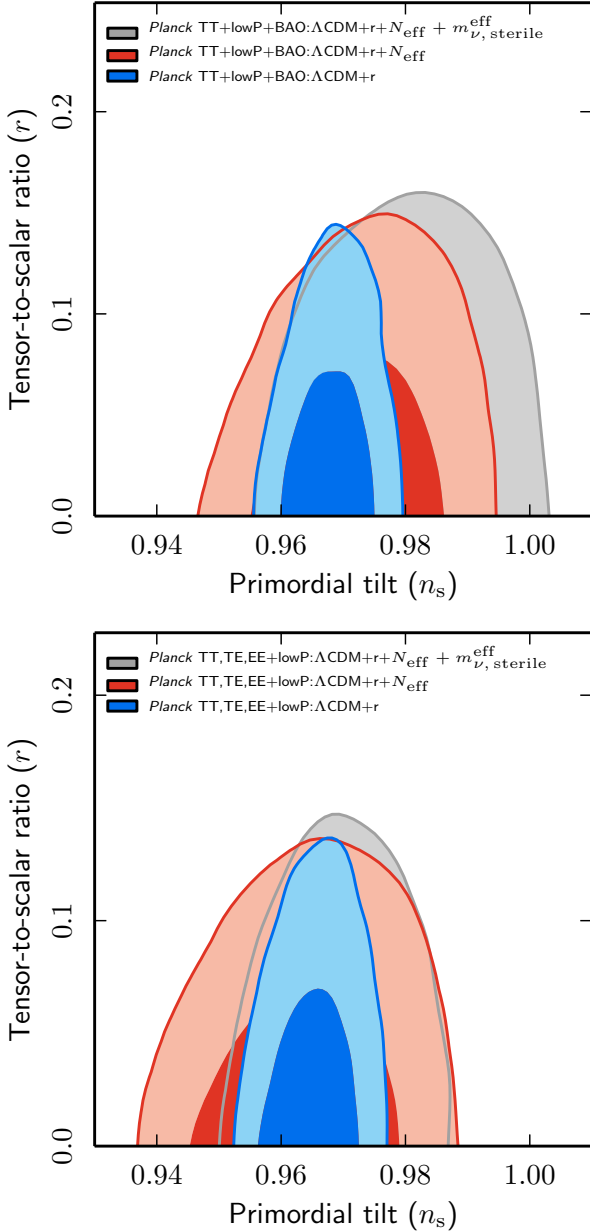 Planck TT+lowP+BAO:ΛCDM+r+N_eff + m^eff_ν, sterile
Planck TT+lowP+BAO:ΛCDM+r+N_eff
Planck TT+lowP+BAO:ΛCDM+r
Tensor-to-scalar ratio (r)
0.2
0.1
0.0
0.94 0.96 0.98 1.00
Primordial tilt (n_s)
Planck TT,TE,EE+lowP:ΛCDM+r+N_eff + m^eff_ν, sterile
Planck TT,TE,EE+lowP:ΛCDM+r+N_eff
Planck TT,TE,EE+lowP:ΛCDM+r
Tensor-to-scalar ratio (r)
0.2
0.1
0.0
0.94 0.96 0.98 1.00
Primordial tilt (n_s)